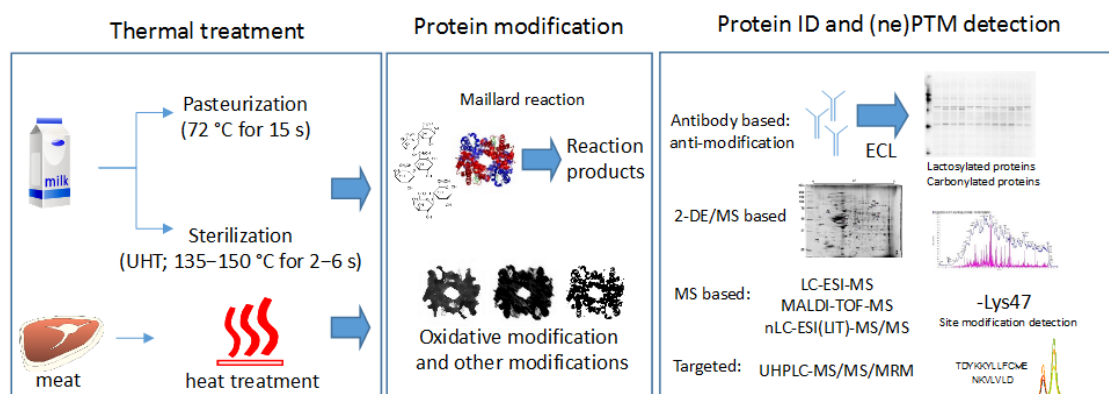 Thermal treatment
Pasteurization
(72 °C for 15 s)
milk
Sterilization
(UHT; 135–150 °C for 2–6 s)
meat
heat treatment
Protein modification
Maillard reaction
Reaction
products
Oxidative modification
and other modifications
Protein ID and (ne)PTM detection
Antibody based:
anti-modification
ECL
Lactosylated proteins
Carbonylated proteins
2-DE/MS based
MS based:
LC-ESI-MS
MALDI-TOF-MS
nLC-ESI(LIT)-MS/MS
-Lys47
Site modification detection
Targeted:
UHPLC-MS/MS/MRM
TDYKKYLLFCME
NKVLVLD